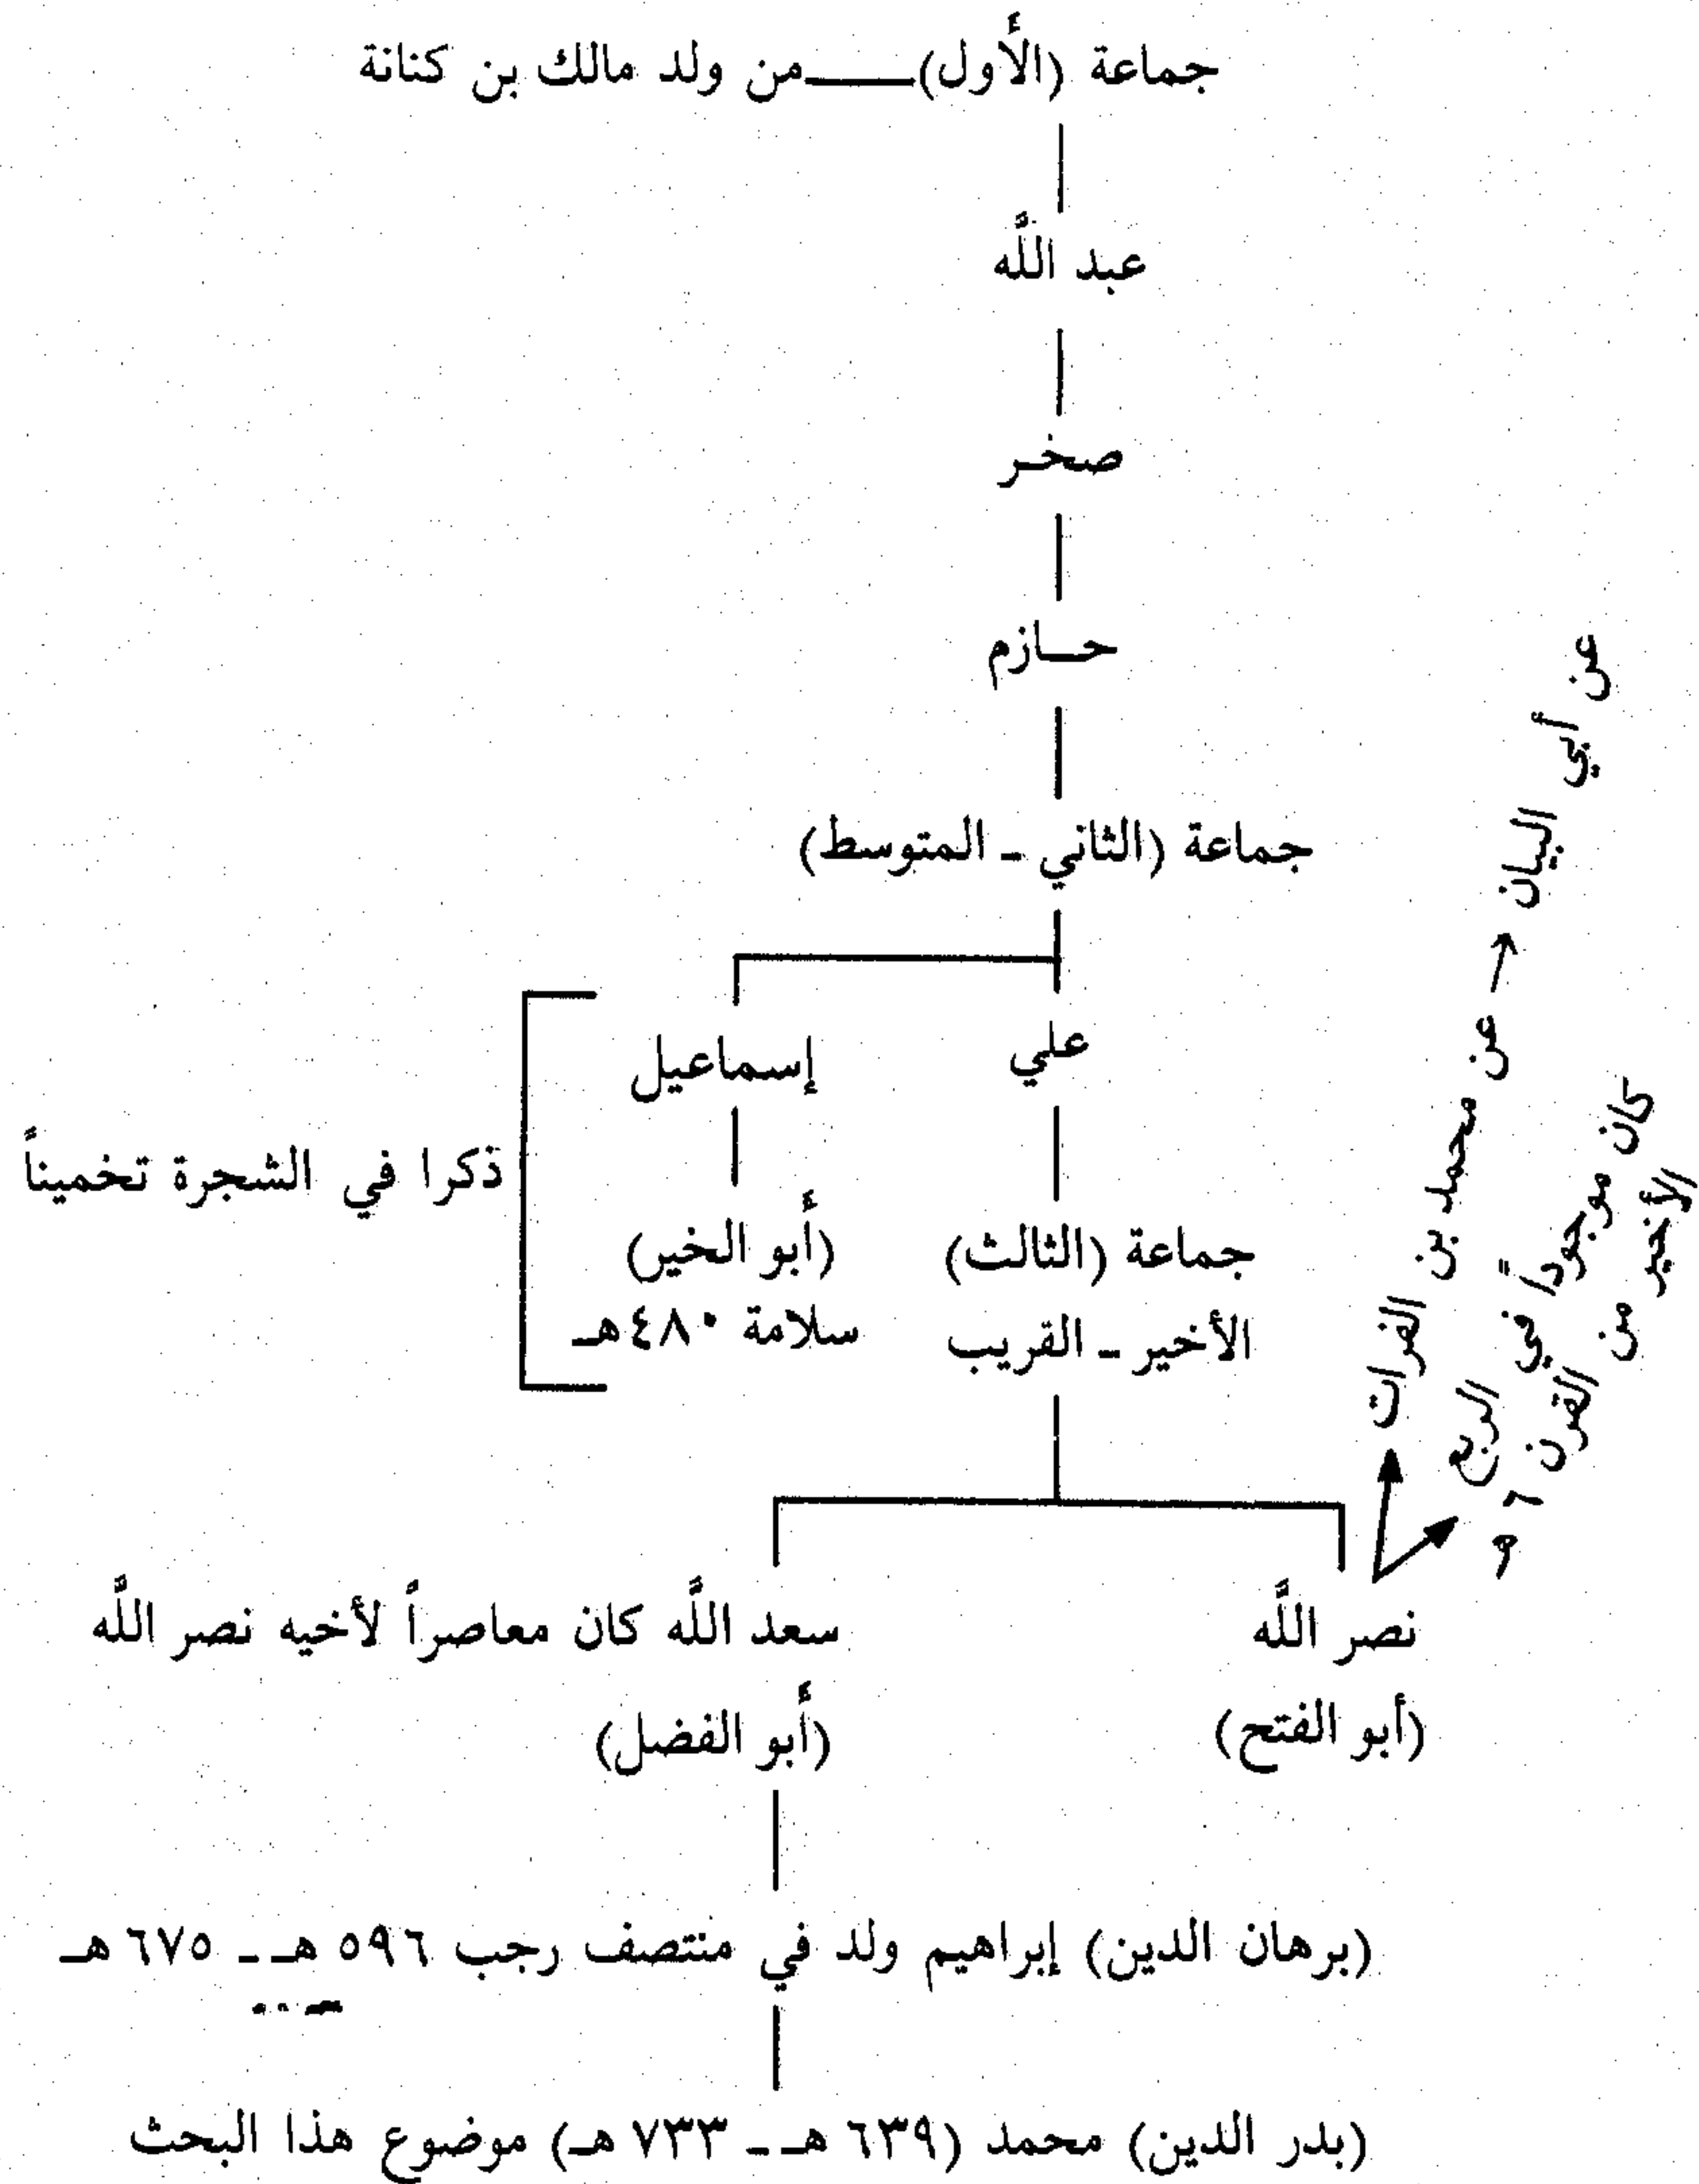 جماعة (الأول)ـــــمن ولد مالك بن كنانة
عبد اللَّه
صخر
حازم
جماعة (الثاني - المتوسط)
علي
إسماعيل
جماعة (الثالث)
الأخير - القريب
(أبو الخير)
سلامة ٤٨٠هـ
ذكرا في الشجرة تخميناً
نصر اللَّه
(أبو الفتح)
عن محمد بن الفرات → عن أبي البيان
كان موجوداً في الربع
الأخير من القرن ٦ هـ
سعد اللَّه كان معاصراً لأخيه نصر اللَّه
(أبو الفضل)
(برهان الدين) إبراهيم ولد في منتصف رجب ٥٩٦ هـ - ٦٧٥ هـ
(بدر الدين) محمد (٦٣٩ هـ - ٧٣٣ هـ) موضوع هذا البحث